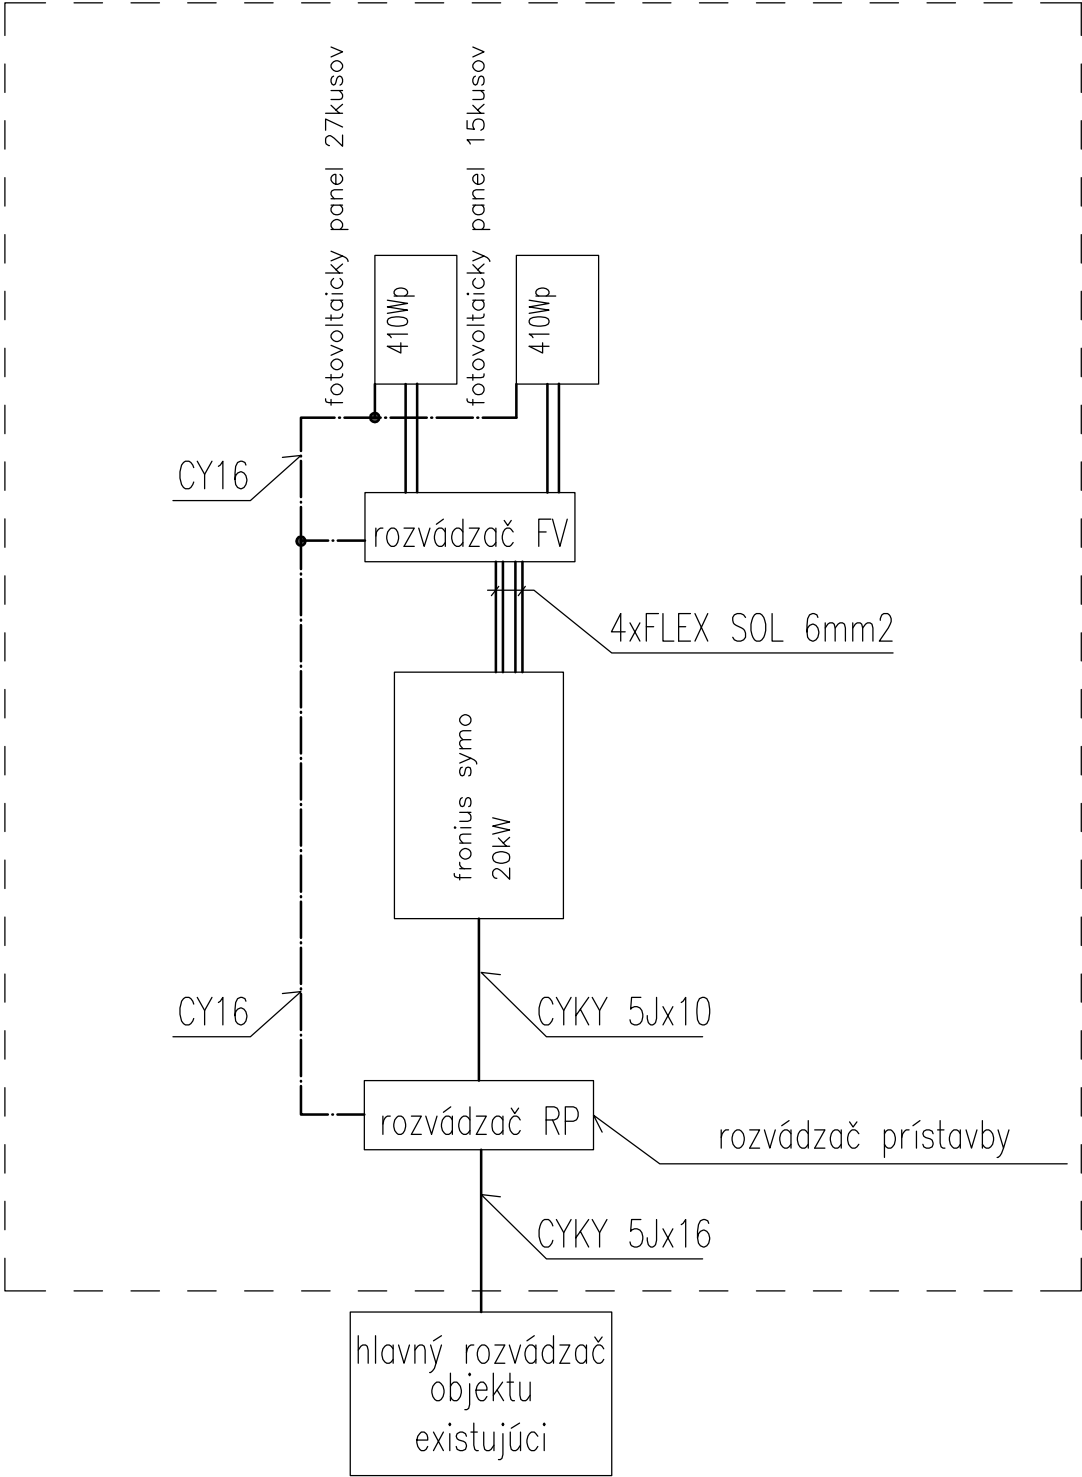 fotovoltaicky panel 27kusov
fotovoltaicky panel 15kusov
410Wp
410Wp
CY16
rozvádzač FV
4xFLEX SOL 6mm2
fronius symo
20kW
CY16
CYKY 5Jx10
rozvádzač RP
rozvádzač prístavby
CYKY 5Jx16
hlavný rozvádzač
objektu
existujúci